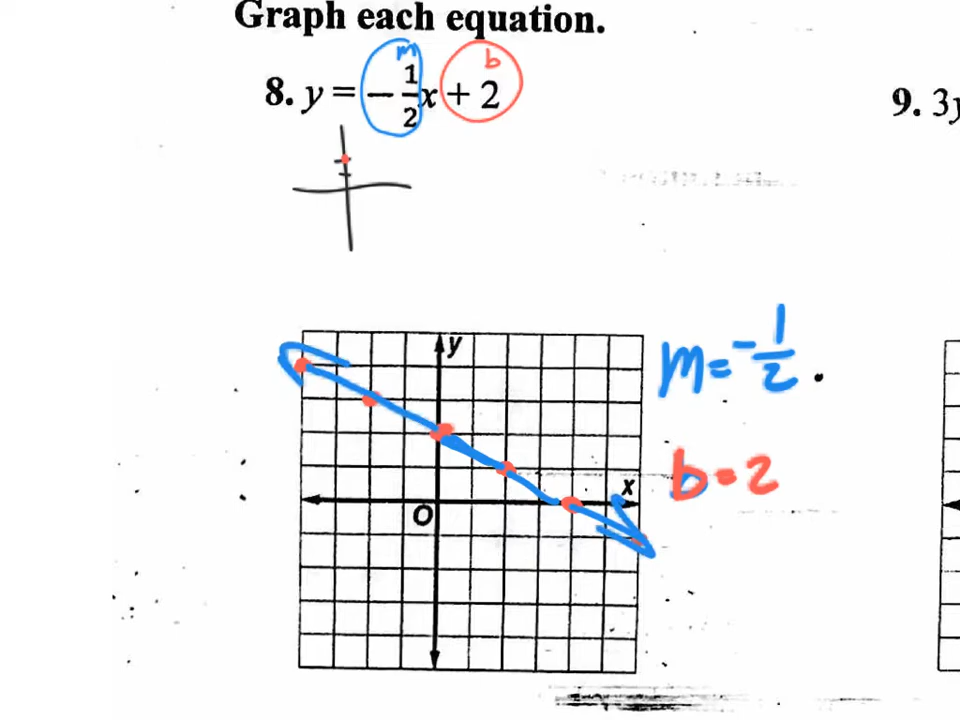 Graph each equation.
m b
8. y = -1/2x + 2
9. 3y
y
m = -1/2 .
x
b = 2
O